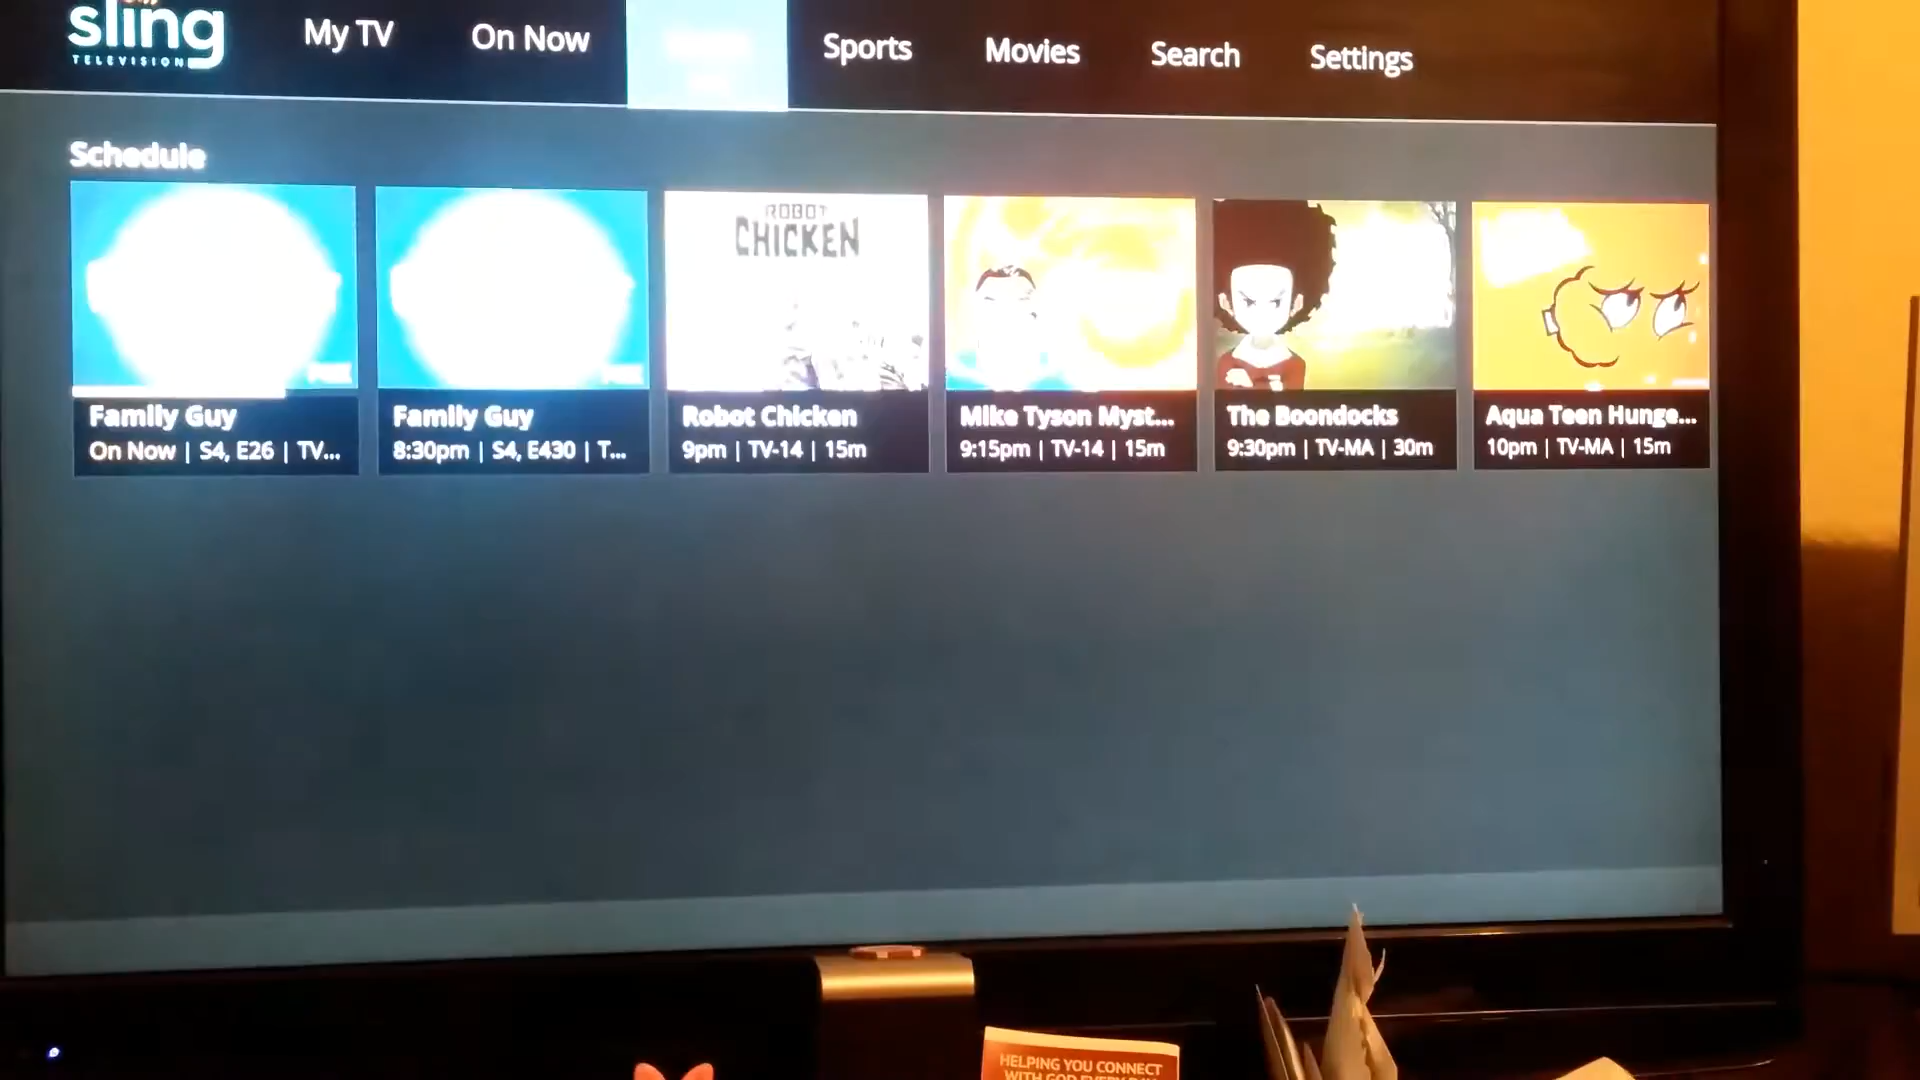 sling
TELEVISION
My TV
On Now
Sports
Movies
Search
Settings
Schedule
ROBOT
CHICKEN
Family Guy
On Now | S4, E26 | TV...
Family Guy
8:30pm | S4, E430 | T...
Robot Chicken
9pm | TV-14 | 15m
Mike Tyson Myst...
9:15pm | TV-14 | 15m
The Boondocks
9:30pm | TV-MA | 30m
Aqua Teen Hunge...
10pm | TV-MA | 15m
HELPING YOU CONNECT
WITH GOD EVERY